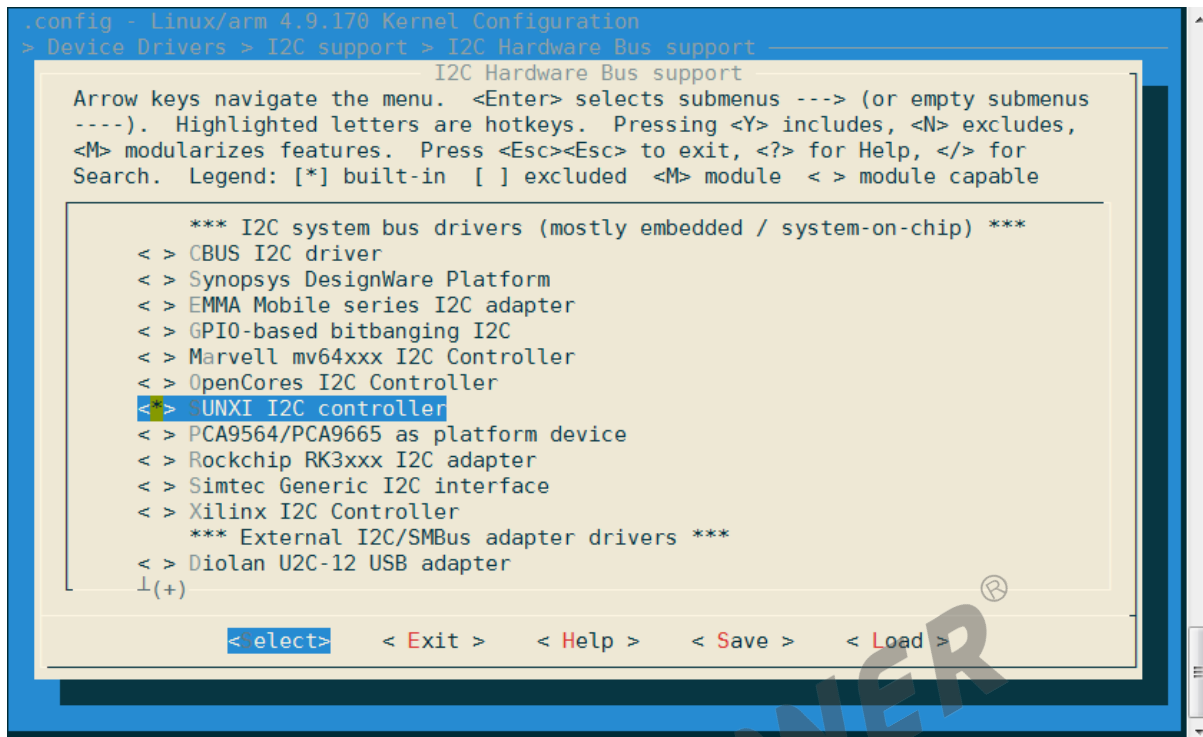 .config - Linux/arm 4.9.170 Kernel Configuration
> Device Drivers > I2C support > I2C Hardware Bus support
I2C Hardware Bus support
Arrow keys navigate the menu. <Enter> selects submenus ---> (or empty submenus
----). Highlighted letters are hotkeys. Pressing <Y> includes, <N> excludes,
<M> modularizes features. Press <Esc><Esc> to exit, <?> for Help, </> for
Search. Legend: [*] built-in [ ] excluded <M> module < > module capable
*** I2C system bus drivers (mostly embedded / system-on-chip) ***
< > CBUS I2C driver
< > Synopsys DesignWare Platform
< > EMMA Mobile series I2C adapter
< > GPIO-based bitbanging I2C
< > Marvell mv64xxx I2C Controller
< > OpenCores I2C Controller
<*> SUNXI I2C controller
< > PCA9564/PCA9665 as platform device
< > Rockchip RK3xxx I2C adapter
< > Simtec Generic I2C interface
< > Xilinx I2C Controller
*** External I2C/SMBus adapter drivers ***
< > Diolan U2C-12 USB adapter
┴(+)
<Select> < Exit > < Help > < Save > < Load >
®